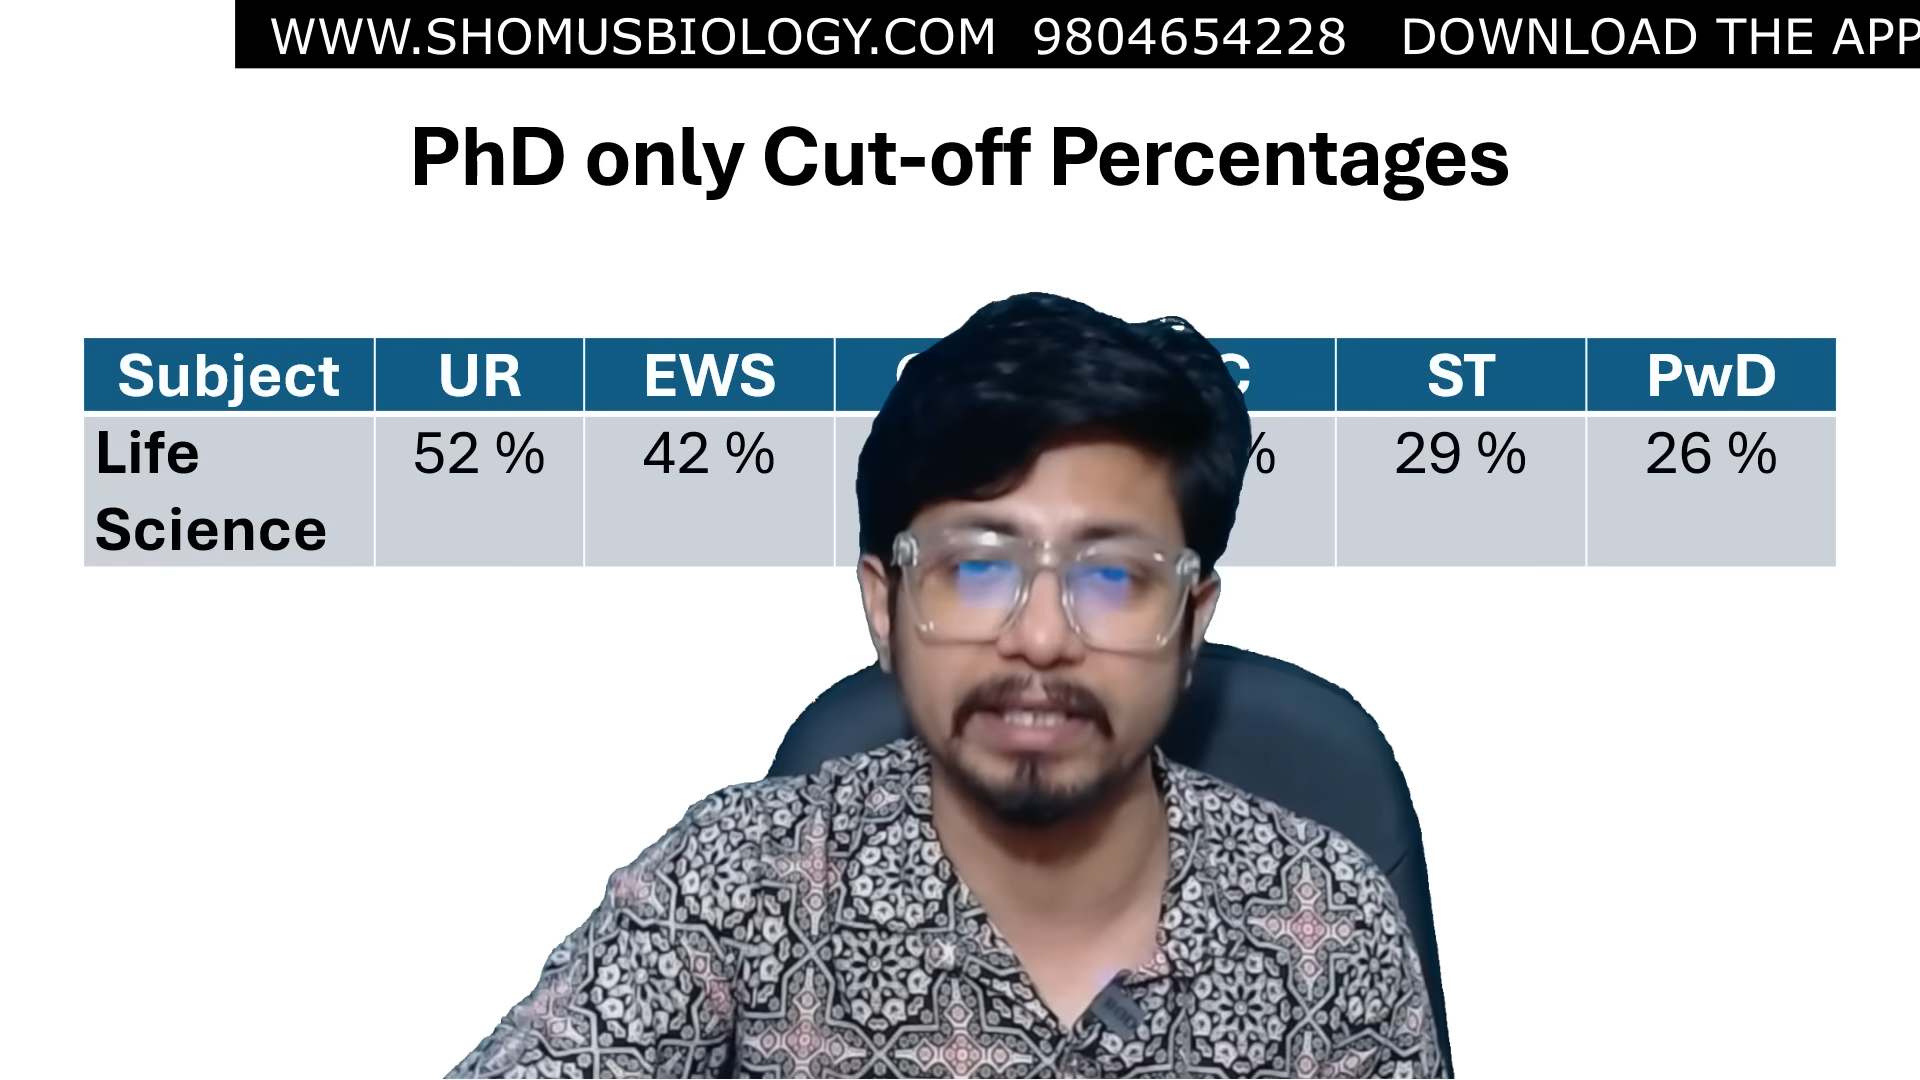 WWW.SHOMUSBIOLOGY.COM 9804654228 DOWNLOAD THE APP
PhD only Cut-off Percentages
Subject UR EWS ST PwD
Life Science 52 % 42 % % 29 % 26 %